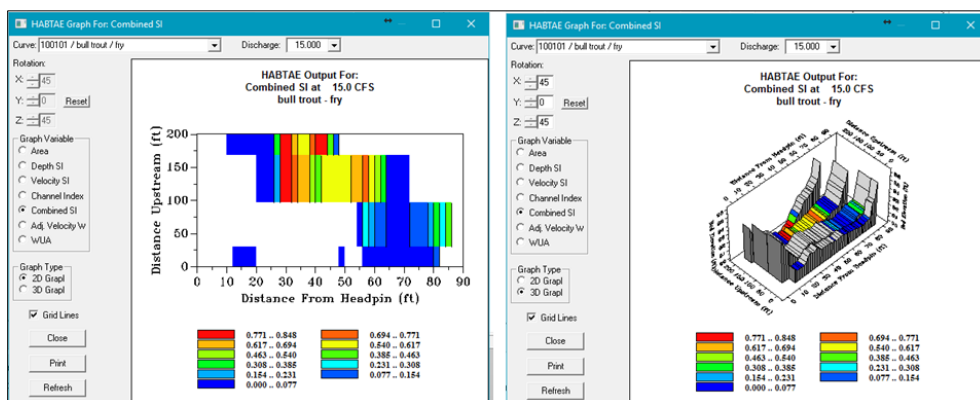 HABTAE Graph For: Combined SI
Curve: 100101 / bull trout / fry
Discharge: 15.000
Rotation:
X: 45
Y: 0
Reset
Z: 45
Graph Variable
Area
Depth SI
Velocity SI
Channel Index
Combined SI
Adj. Velocity W
WUA
Graph Type
2D Grapl
3D Grapl
Grid Lines
Close
Print
Refresh
HABTAE Output For:
Combined SI at 15.0 CFS
bull trout - fry
Distance Upstream (ft)
200
150
100
50
0
0 10 20 30 40 50 60 70 80 90
Distance From Headpin (ft)
0.771 .. 0.848
0.694 .. 0.771
0.617 .. 0.694
0.540 .. 0.617
0.463 .. 0.540
0.385 .. 0.463
0.308 .. 0.385
0.231 .. 0.308
0.154 .. 0.231
0.077 .. 0.154
0.000 .. 0.077
HABTAE Graph For: Combined SI
Curve: 100101 / bull trout / fry
Discharge: 15.000
Rotation:
X: 45
Y: 0
Reset
Z: 45
Graph Variable
Area
Depth SI
Velocity SI
Channel Index
Combined SI
Adj. Velocity W
WUA
Graph Type
2D Grapl
3D Grapl
Grid Lines
Close
Print
Refresh
HABTAE Output For:
Combined SI at 15.0 CFS
bull trout - fry
Distance From Headpin (ft)
Distance Upstream (ft)
Distance Upstream (ft)
Distance From Headpin (ft)
0.771 .. 0.848
0.694 .. 0.771
0.617 .. 0.694
0.540 .. 0.617
0.463 .. 0.540
0.385 .. 0.463
0.308 .. 0.385
0.231 .. 0.308
0.154 .. 0.231
0.077 .. 0.154
0.000 .. 0.077